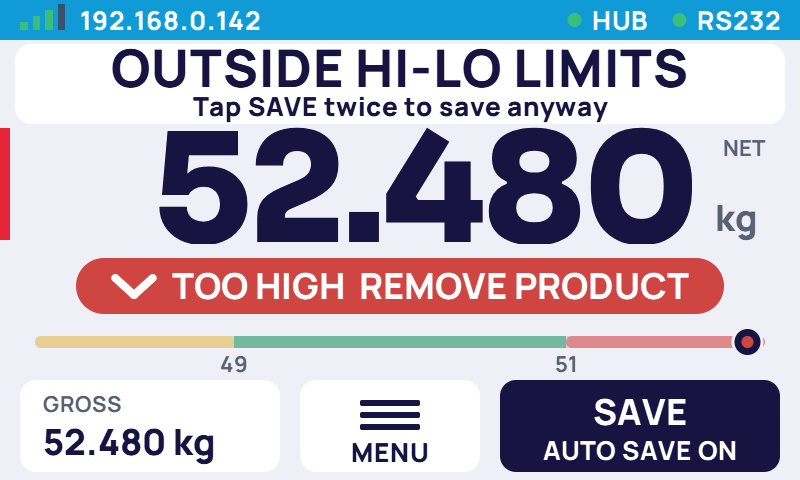 192.168.0.142 HUB RS232
OUTSIDE HI-LO LIMITS
Tap SAVE twice to save anyway
52.480 NET kg
TOO HIGH REMOVE PRODUCT
49 51
GROSS
52.480 kg
MENU
SAVE
AUTO SAVE ON